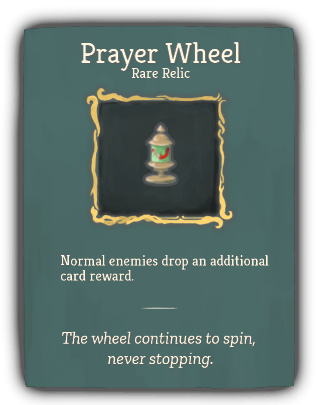 Prayer Wheel
Rare Relic
Normal enemies drop an additional
card reward.
The wheel continues to spin,
never stopping.